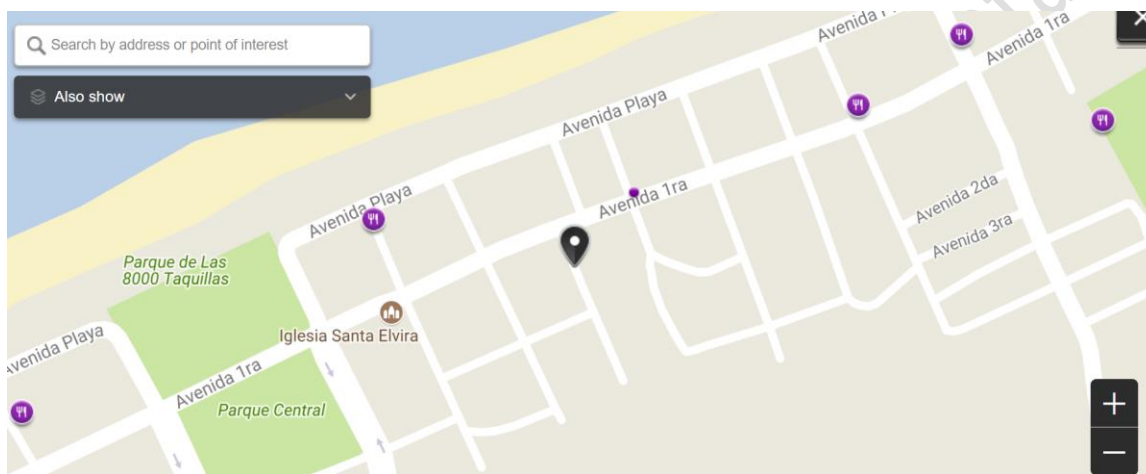 Search by address or point of interest
Also show
Avenida P
Avenida 1ra
Avenida Playa
Avenida 2da
Avenida 1ra
Avenida 3ra
Avenida Playa
Parque de Las
8000 Taquillas
Iglesia Santa Elvira
Avenida Playa
Avenida 1ra
Parque Central